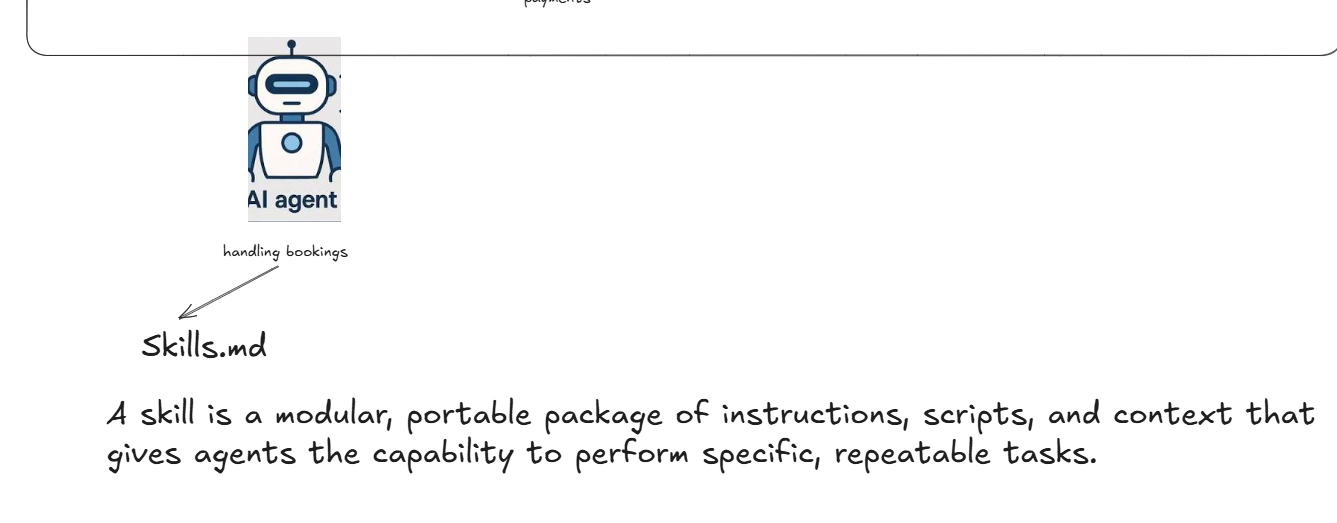 payments
AI agent
handling bookings
Skills.md
A skill is a modular, portable package of instructions, scripts, and context that
gives agents the capability to perform specific, repeatable tasks.